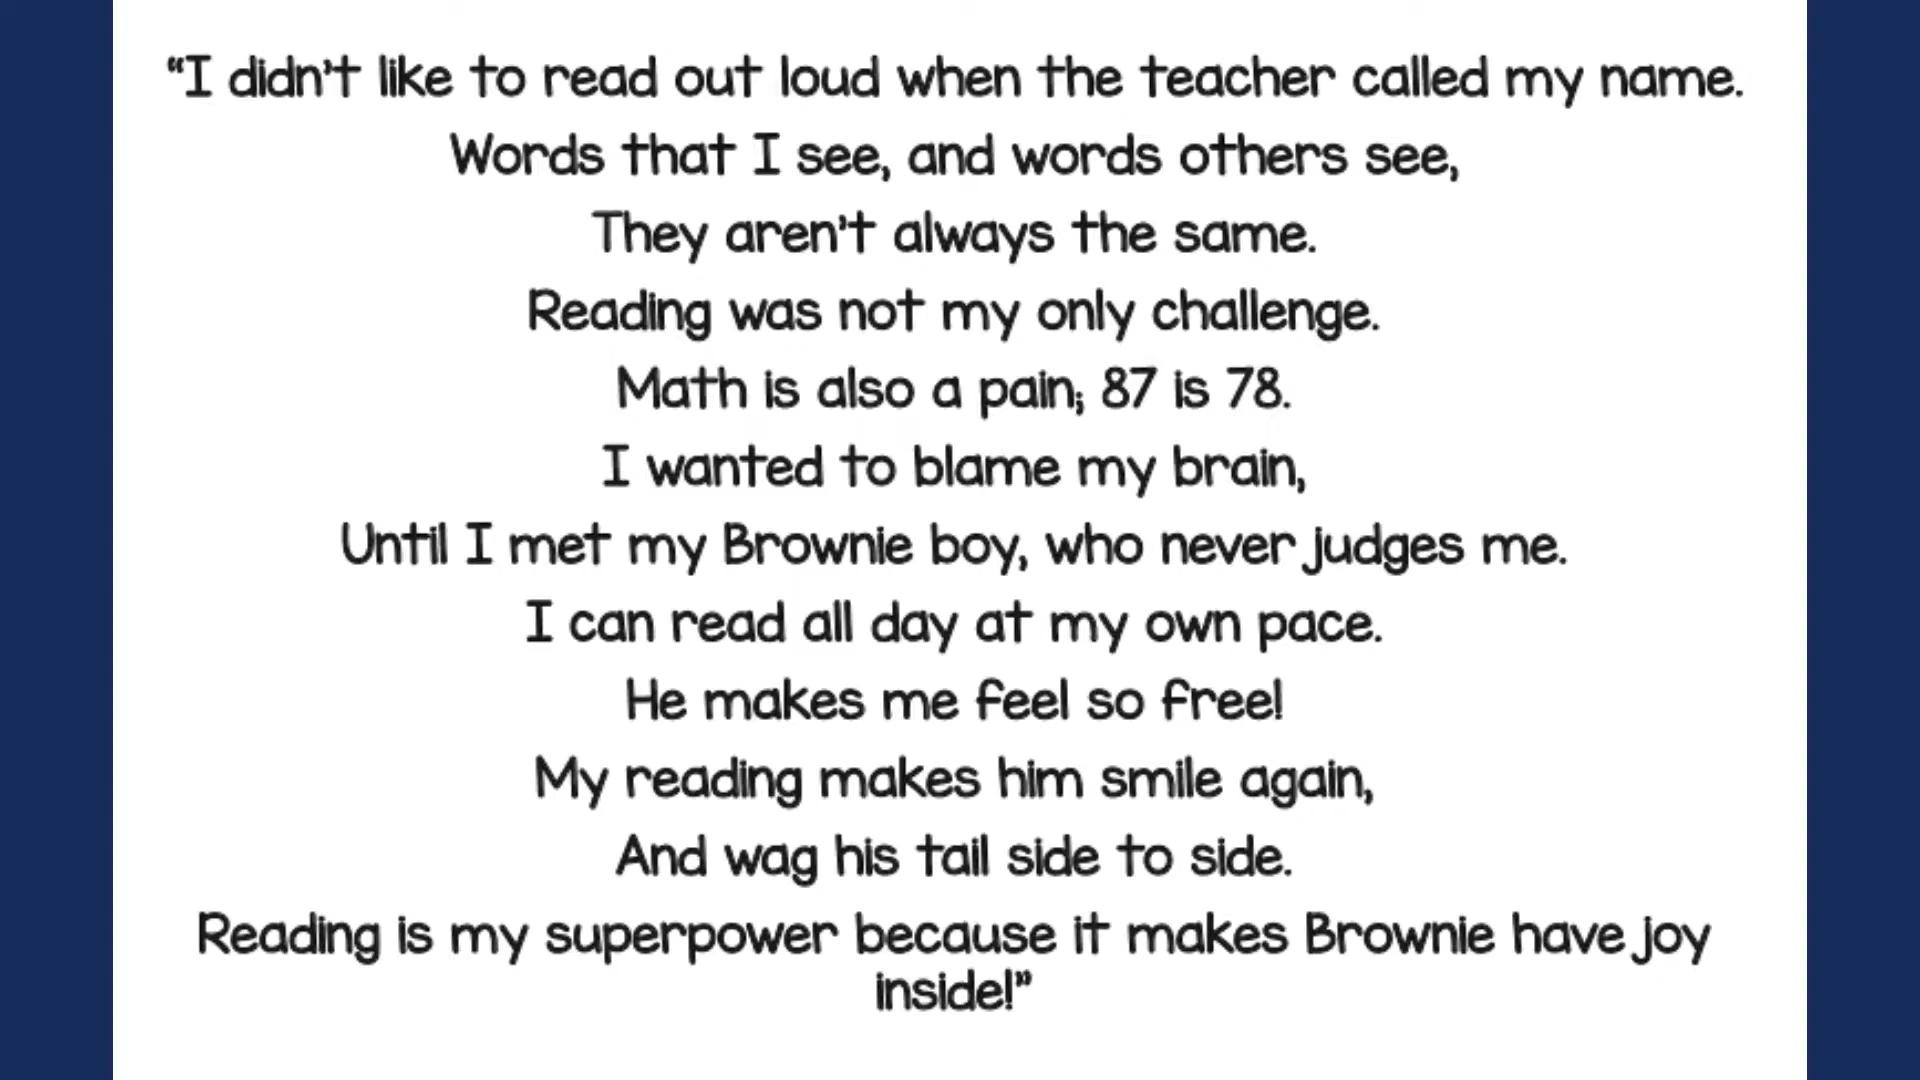 “I didn’t like to read out loud when the teacher called my name.
Words that I see, and words others see,
They aren’t always the same.
Reading was not my only challenge.
Math is also a pain; 87 is 78.
I wanted to blame my brain,
Until I met my Brownie boy, who never judges me.
I can read all day at my own pace.
He makes me feel so free!
My reading makes him smile again,
And wag his tail side to side.
Reading is my superpower because it makes Brownie have joy
inside!”